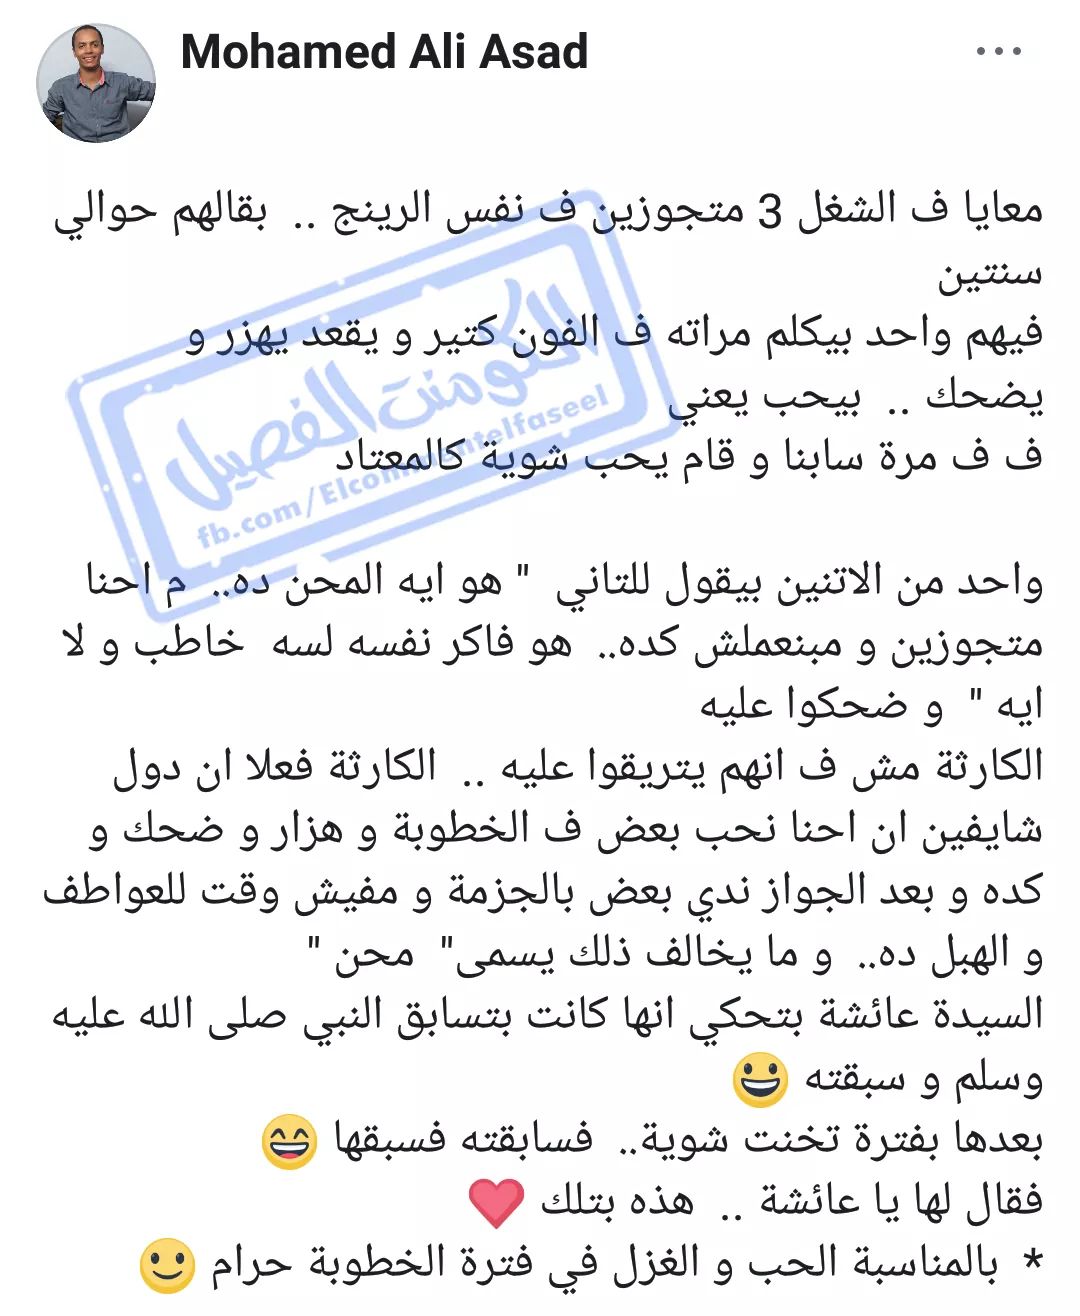 Mohamed Ali Asad
معايا ف الشغل 3 متجوزين ف نفس الرينج .. بقالهم حوالي
سنتين
فيهم واحد بيكلم مراته ف الفون كتير و يقعد يهزر و
يضحك .. بيحب يعني
ف ف مرة سابنا و قام يحب شوية كالمعتاد
الكومنت الفصيل
fb.com/Elcommentelfaseel
واحد من الاتنين بيقول للتاني " هو ايه المحن ده.. م احنا
متجوزين و مبنعملش كده.. هو فاكر نفسه لسه خاطب و لا
ايه " و ضحكوا عليه
الكارثة مش ف انهم يتريقوا عليه .. الكارثة فعلا ان دول
شايفين ان احنا نحب بعض ف الخطوبة و هزار و ضحك و
كده و بعد الجواز ندي بعض بالجزمة و مفيش وقت للعواطف
و الهبل ده.. و ما يخالف ذلك يسمى" محن "
السيدة عائشة بتحكي انها كانت بتسابق النبي صلى الله عليه
وسلم و سبقته 😀
بعدها بفترة تخنت شوية.. فسابقته فسبقها 😄
فقال لها يا عائشة .. هذه بتلك ❤️
* بالمناسبة الحب و الغزل في فترة الخطوبة حرام 🙂